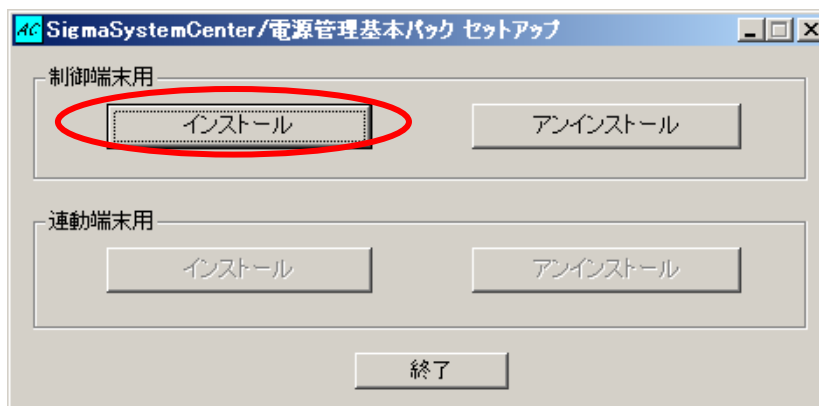 AC SigmaSystemCenter/電源管理基本パック セットアップ
制御端末用
インストール アンインストール
連動端末用
インストール アンインストール
終了